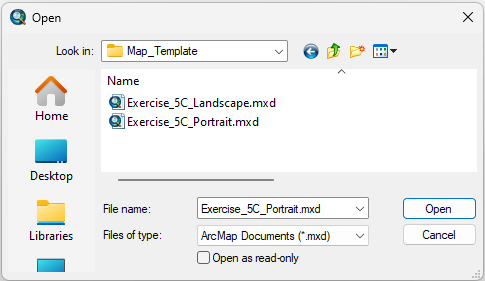 Open
Look in: Map_Template
Home
Desktop
Libraries
Name
Exercise_5C_Landscape.mxd
Exercise_5C_Portrait.mxd
File name: Exercise_5C_Portrait.mxd Open
Files of type: ArcMap Documents (*.mxd) Cancel
Open as read-only